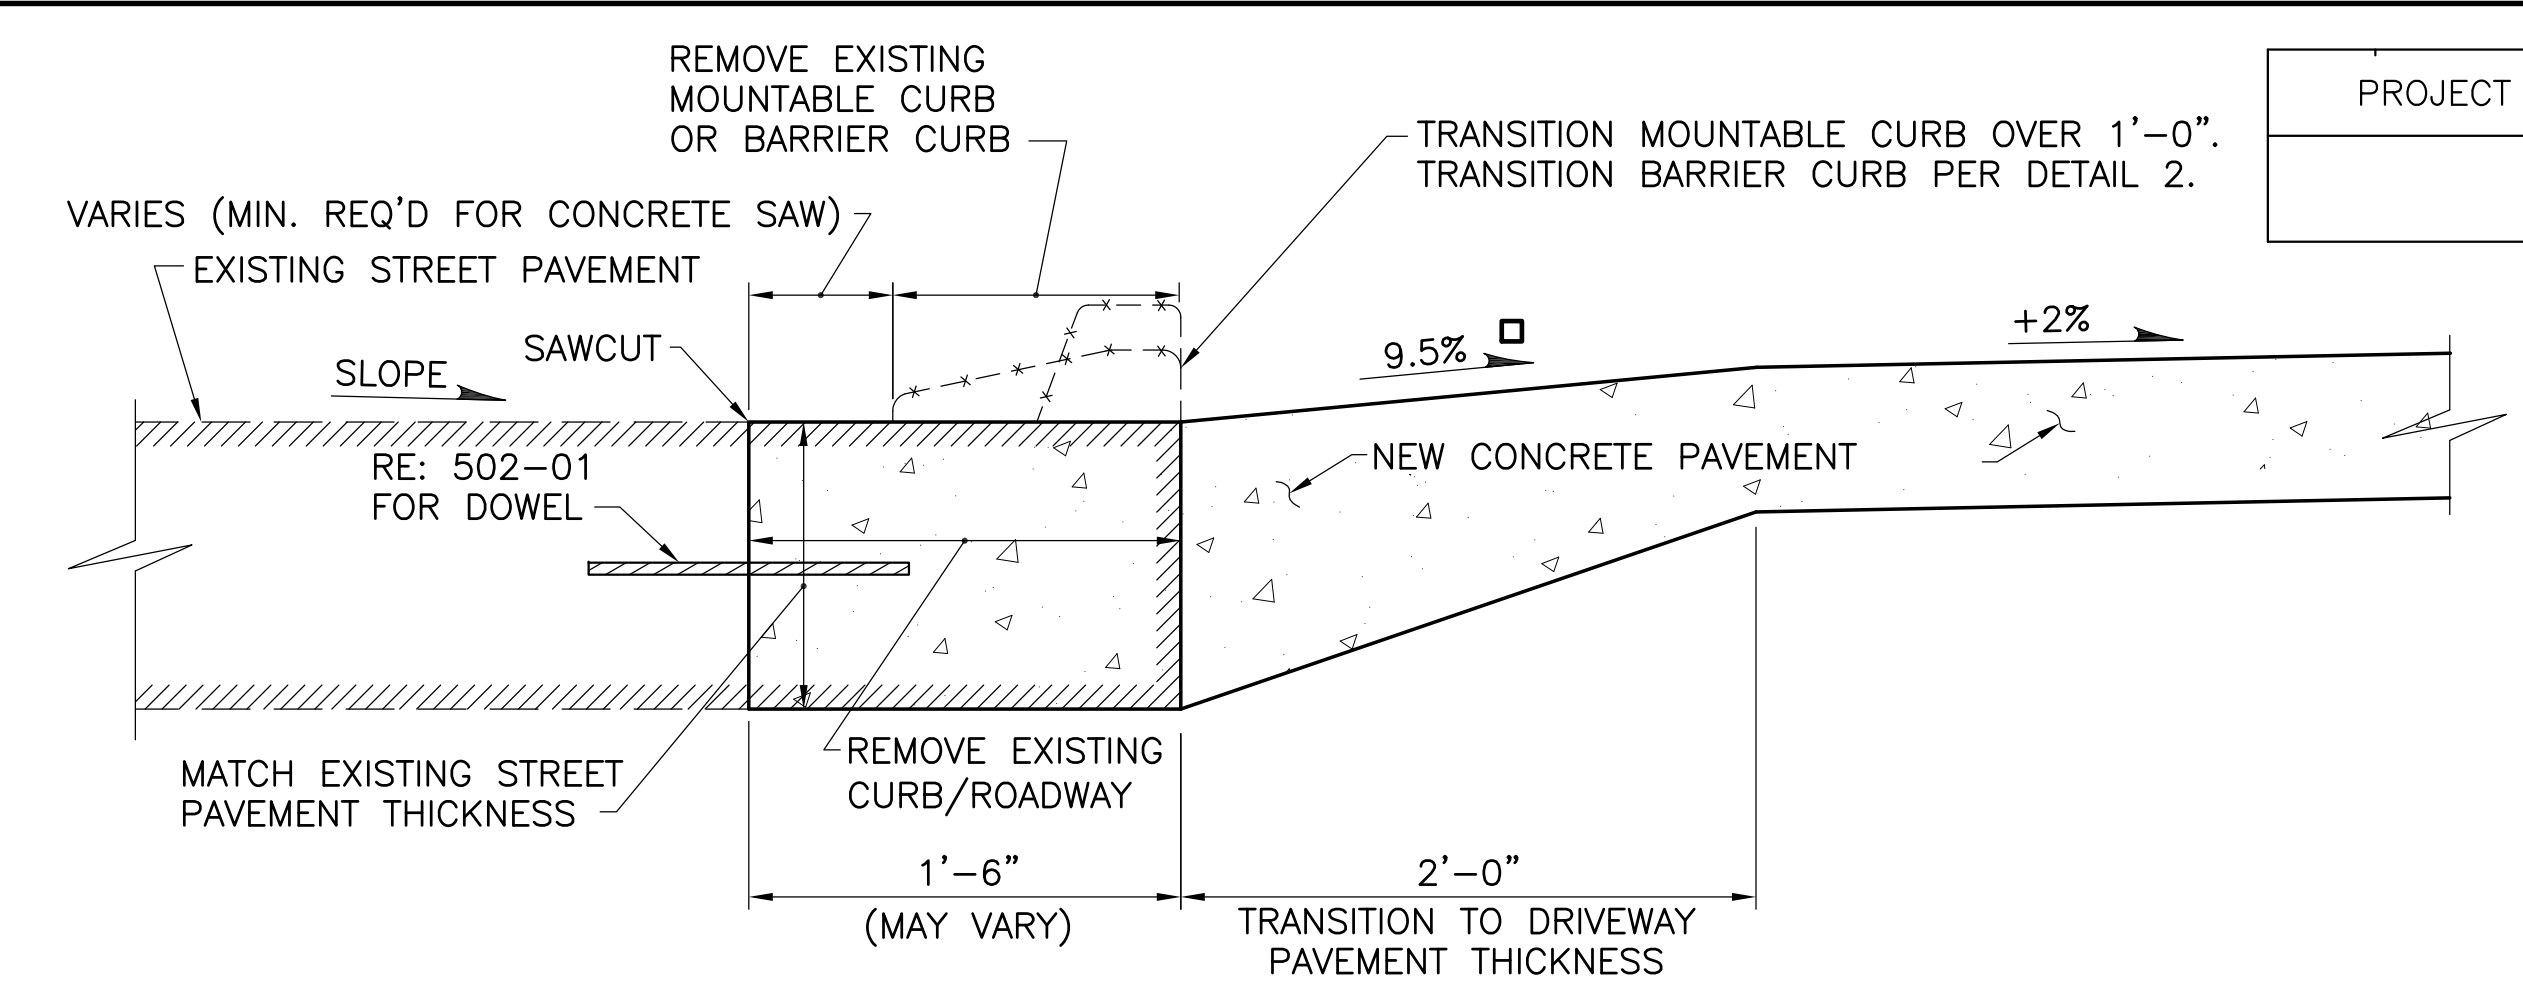 REMOVE EXISTING
MOUNTABLE CURB
OR BARRIER CURB
PROJECT
TRANSITION MOUNTABLE CURB OVER 1'-0".
TRANSITION BARRIER CURB PER DETAIL 2.
VARIES (MIN. REQ'D FOR CONCRETE SAW)
EXISTING STREET PAVEMENT
SAWCUT
SLOPE
9.5%
+2%
RE: 502-01
FOR DOWEL
NEW CONCRETE PAVEMENT
MATCH EXISTING STREET
PAVEMENT THICKNESS
REMOVE EXISTING
CURB/ROADWAY
1'-6"
(MAY VARY)
2'-0"
TRANSITION TO DRIVEWAY
PAVEMENT THICKNESS